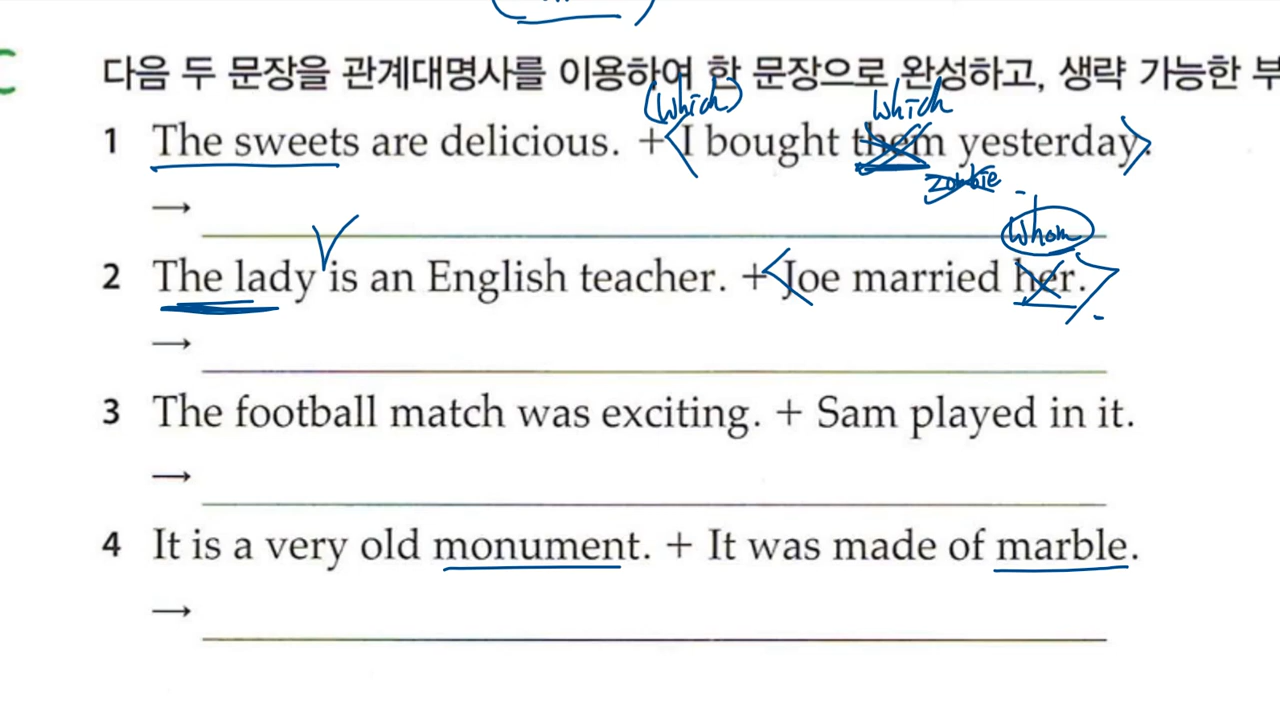 다음 두 문장을 관계대명사를 이용하여 한 문장으로 완성하고, 생략 가능한
(which) which
1 The sweets are delicious. + <I bought them yesterday>.
zombie
→
whom
2 The lady is an English teacher. + <Joe married her.>
→
3 The football match was exciting. + Sam played in it.
→
4 It is a very old monument. + It was made of marble.
→